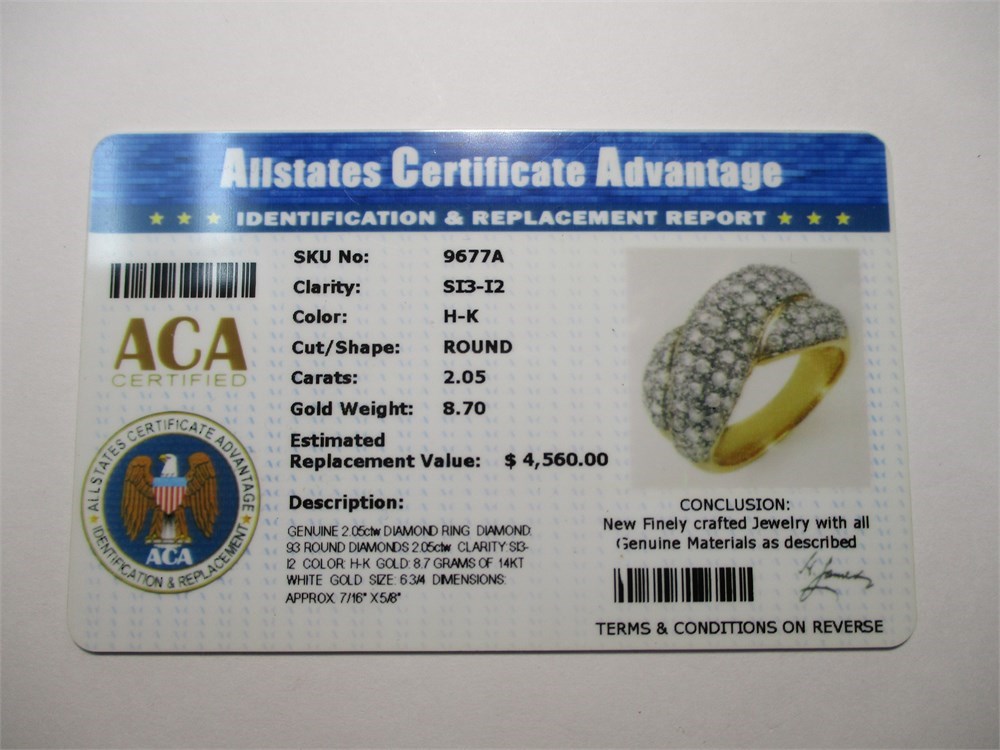 Allstates Certificate Advantage
IDENTIFICATION & REPLACEMENT REPORT
ACA
CERTIFIED
ALLSTATES CERTIFICATE ADVANTAGE
ACA
IDENTIFICATION & REPLACEMENT
SKU No: 9677A
Clarity: SI3-I2
Color: H-K
Cut/Shape: ROUND
Carats: 2.05
Gold Weight: 8.70
Estimated
Replacement Value: $ 4,560.00
Description:
GENUINE 2.05ctw DIAMOND RING DIAMOND:
93 ROUND DIAMONDS 2.05ctw CLARITY SI3-
I2 COLOR H-K GOLD: 8.7 GRAMS OF 14KT
WHITE GOLD SIZE: 6 3/4 DIMENSIONS:
APPROX 7/16" X 5/8"
CONCLUSION:
New Finely crafted Jewelry with all
Genuine Materials as described
TERMS & CONDITIONS ON REVERSE